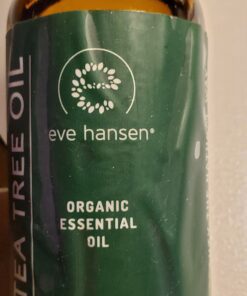 eve hansen®
ORGANIC
ESSENTIAL
OIL
TEA TREE OIL